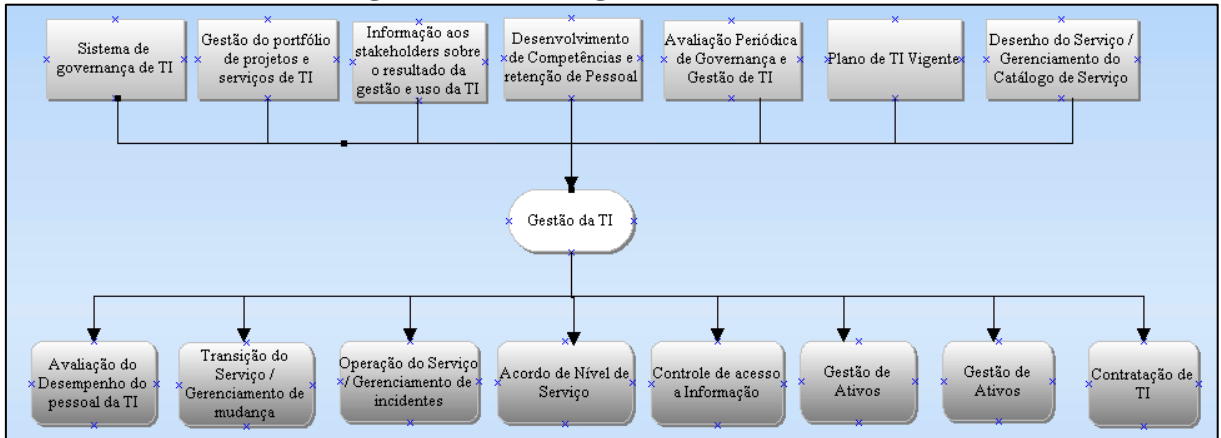 Sistema de
governança de TI
Gestão do portfólio
de projetos e
serviços de TI
Informação aos
stakeholders sobre
o resultado da
gestão e uso da TI
Desenvolvimento
de Competências e
retenção de Pessoal
Avaliação Periódica
de Governança e
Gestão de TI
Plano de TI Vigente
Desenho do Serviço /
Gerenciamento do
Catálogo de Serviço
Gestão da TI
Avaliação do
Desempenho do
pessoal da TI
Transição do
Serviço /
Gerenciamento de
mudança
Operação do Serviço
/ Gerenciamento de
incidentes
Acordo de Nível de
Serviço
Controle de acesso
a Informação
Gestão de
Ativos
Gestão de
Ativos
Contratação de
TI